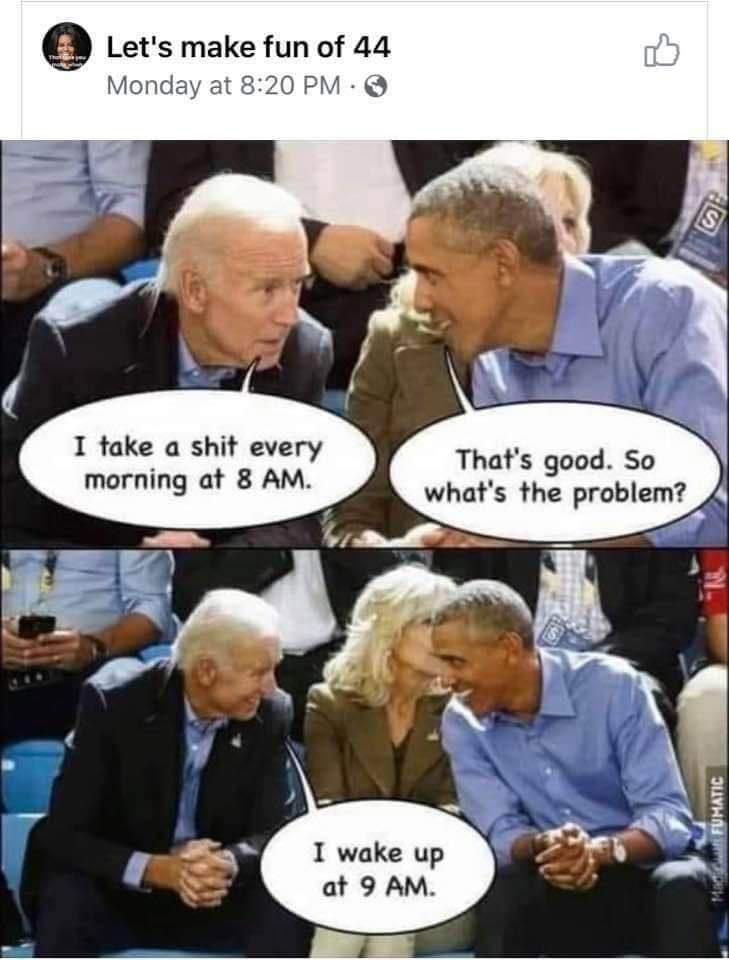 Let's make fun of 44
Monday at 8:20 PM ·
I take a shit every
morning at 8 AM.
That's good. So
what's the problem?
I wake up
at 9 AM.